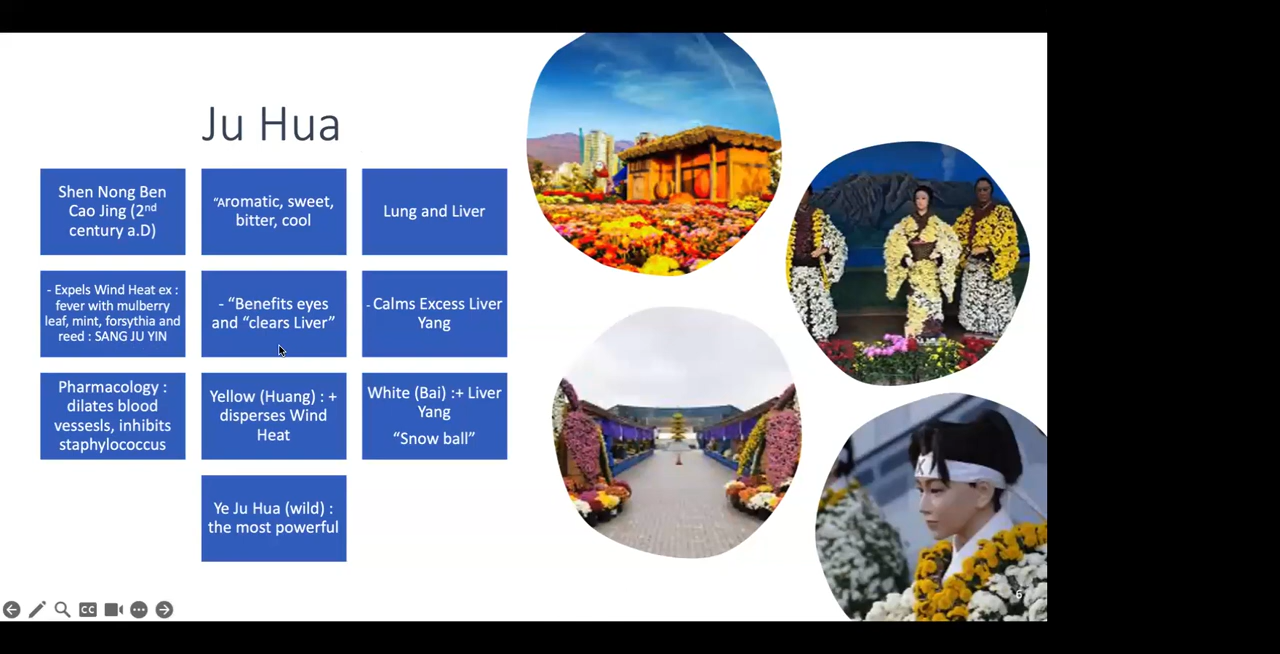 Ju Hua
Shen Nong Ben
Cao Jing (2nd
century a.D)
“Aromatic, sweet,
bitter, cool
Lung and Liver
- Expels Wind Heat ex :
fever with mulberry
leaf, mint, forsythia and
reed : SANG JU YIN
- “Benefits eyes
and “clears Liver”
- Calms Excess Liver
Yang
Pharmacology :
dilates blood
vessesls, inhibits
staphylococcus
Yellow (Huang) : +
disperses Wind
Heat
White (Bai) :+ Liver
Yang
“Snow ball”
Ye Ju Hua (wild) :
the most powerful
6
CC